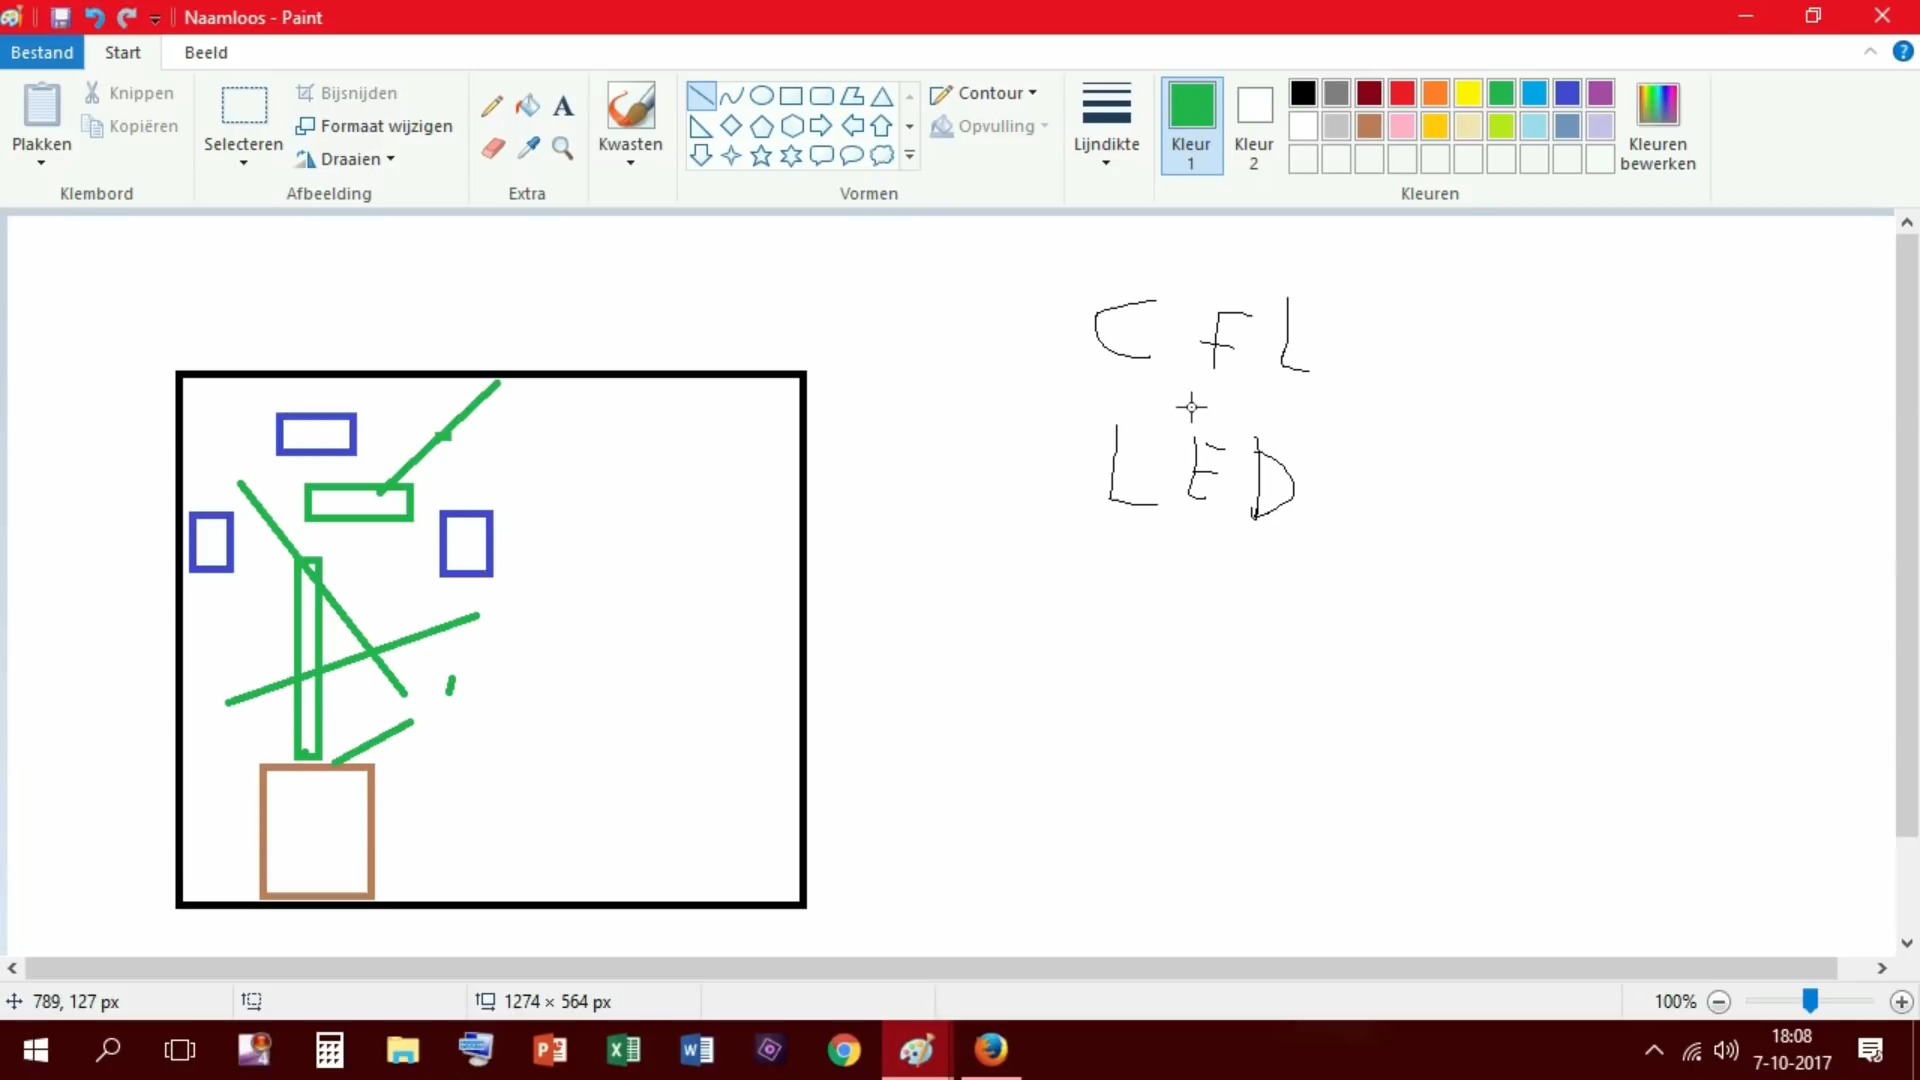 Naamloos - Paint
Bestand Start Beeld
Plakken
Knippen
Kopiëren
Klembord
Selecteren
Bijsnijden
Formaat wijzigen
Draaien
Afbeelding
A
Extra
Kwasten
Vormen
Contour
Opvulling
Lijndikte
Kleur 1
Kleur 2
Kleuren bewerken
Kleuren
CFL
LED
789, 127 px
1274 × 564 px
100%
18:08
7-10-2017